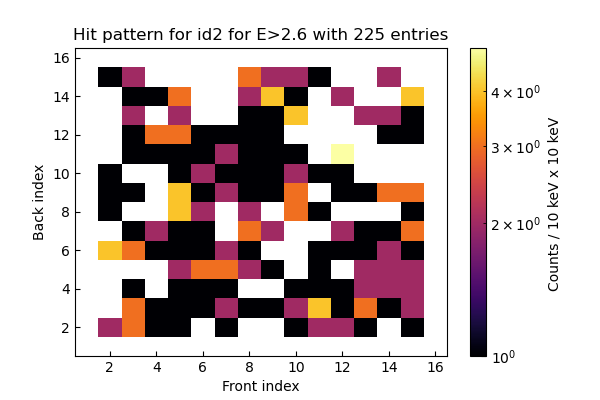 Hit pattern for id2 for E>2.6 with 225 entries
16
14
12
10
8
6
4
2
Back index
2 4 6 8 10 12 14 16
Front index
4 × 10⁰
3 × 10⁰
2 × 10⁰
10⁰
Counts / 10 keV x 10 keV